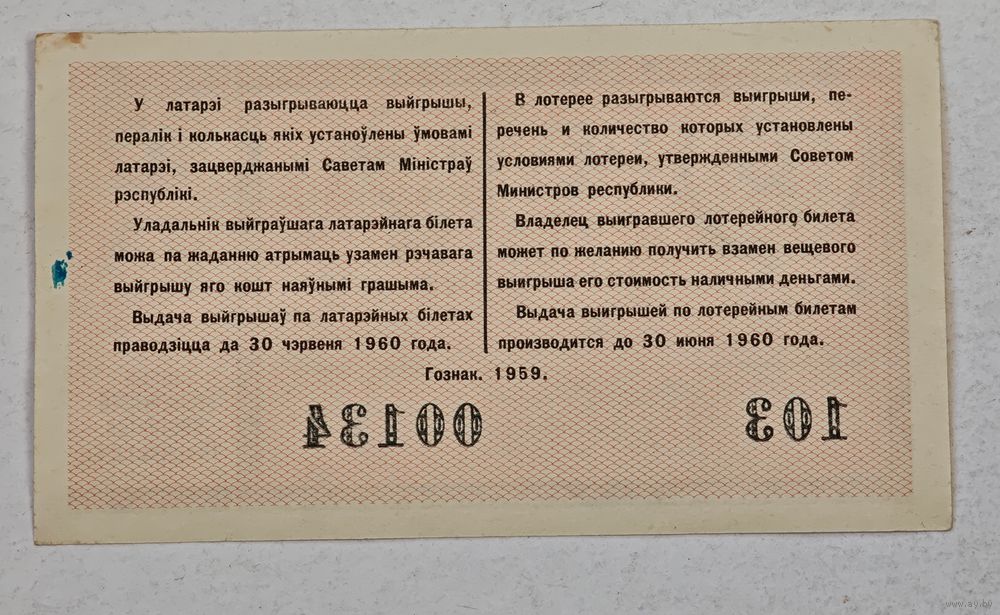 У латарэі разыгрываюцца выйгрышы,
пералік і колькасць якіх устаноўлены ўмовамі
латарэі, зацверджанымі Саветам Міністраў
рэспублікі.
Уладальнік выйграўшага латарэйнага білета
можа па жаданню атрымаць узамен рэчавага
выйгрышу яго кошт наяўнымі грашыма.
Выдача выйгрышаў па латарэйных білетах
праводзіцца да 30 чэрвеня 1960 года.
В лотерее разыгрываются выигрыши, пе-
речень и количество которых установлены
условиями лотереи, утвержденными Советом
Министров республики.
Владелец выигравшего лотерейного билета
может по желанию получить взамен вещевого
выигрыша его стоимость наличными деньгами.
Выдача выигрышей по лотерейным билетам
производится до 30 июня 1960 года.
Гознак. 1959.
00134
103
www.ay.by